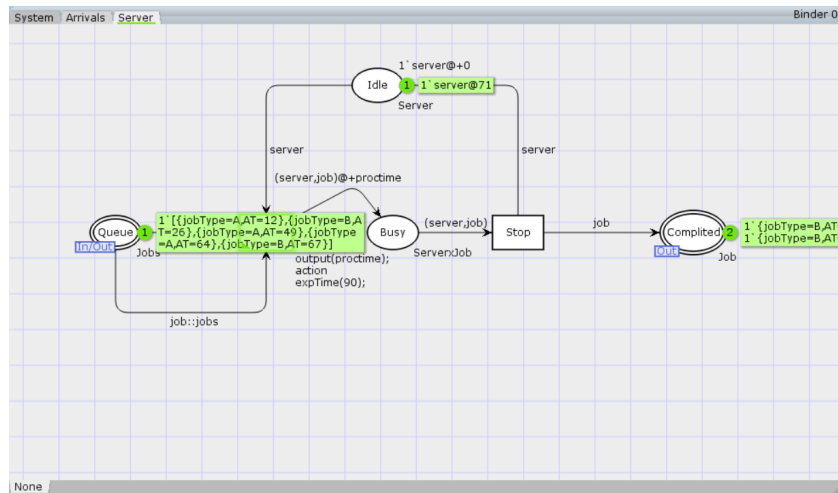 System Arrivals Server
Binder 0
1`server@+0
Idle
1 1`server@71
Server
server
server
(server,job)@+proctime
Queue
1
1`[{jobType=A,AT=12},{jobType=B,A
T=26},{jobType=A,AT=49},{jobType
=A,AT=64},{jobType=B,AT=67}]
In/Out
Jobs
Busy
(server,job)
ServerxJob
Stop
job
Complited
2
1`{jobType=B,AT
1`{jobType=B,AT
Out
Job
output(proctime);
action
expTime(90);
job::jobs
None